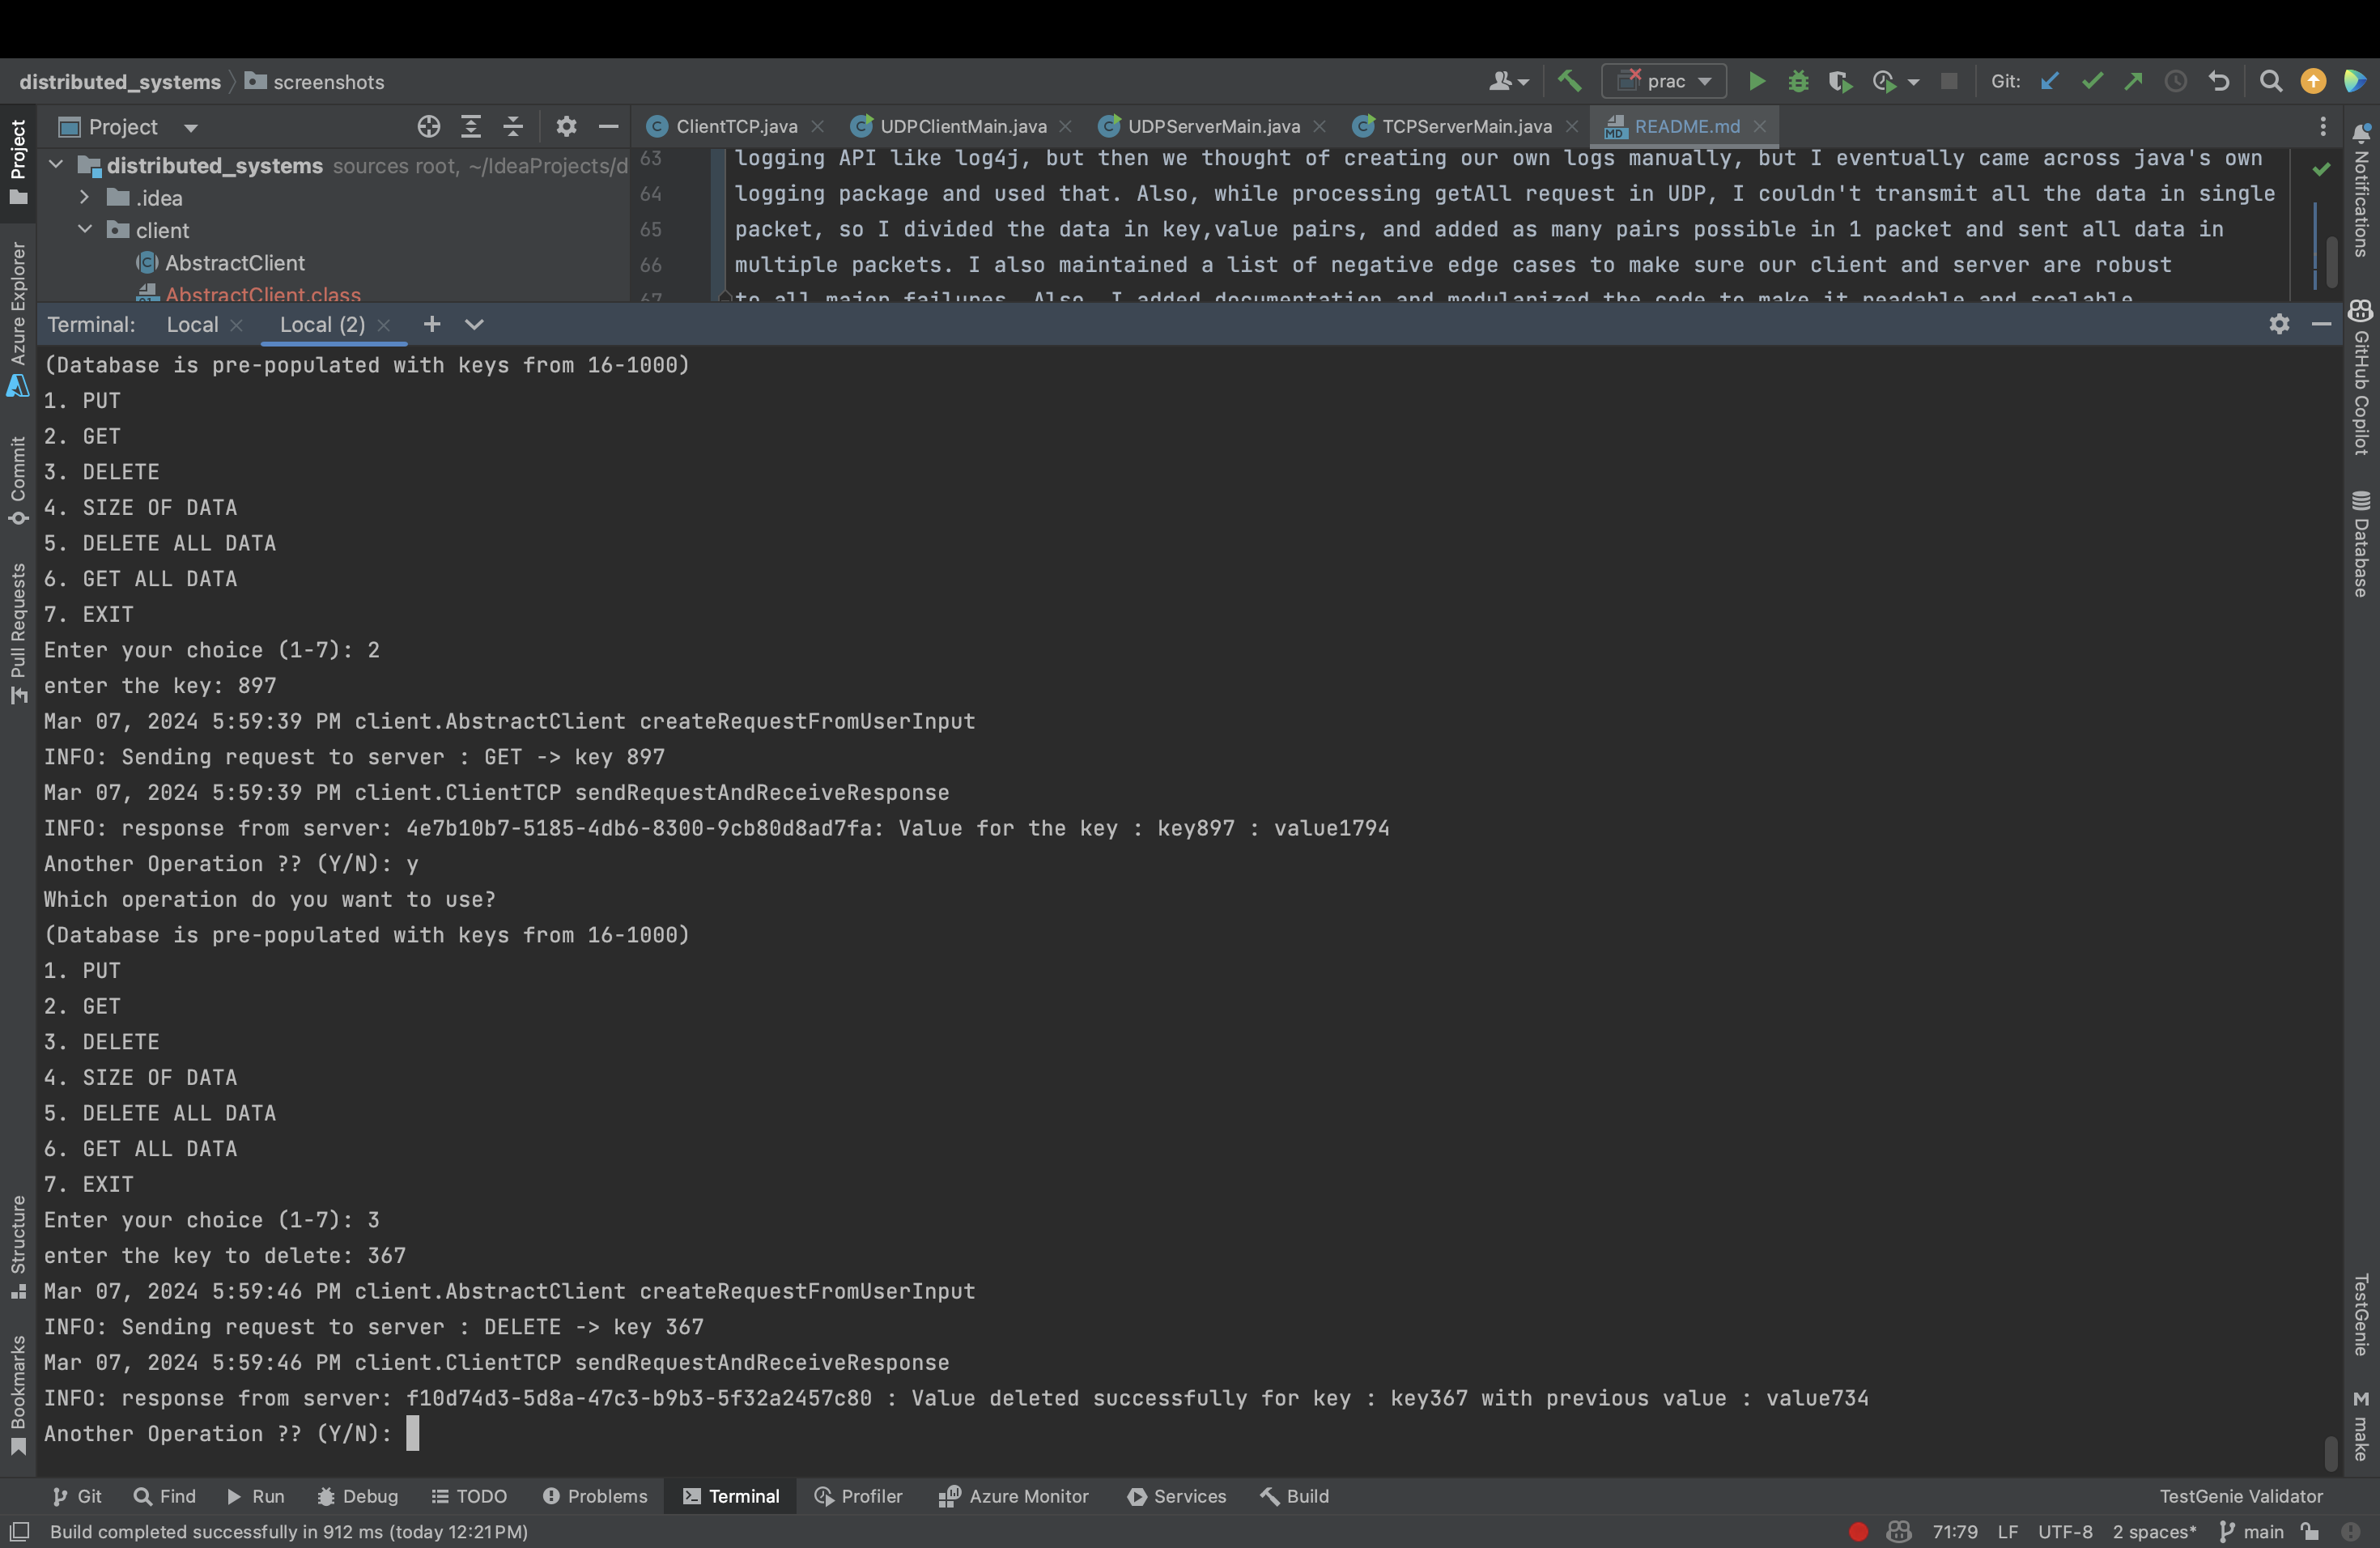 distributed_systems screenshots
prac
Git:
Project
ClientTCP.java
UDPClientMain.java
UDPServerMain.java
TCPServerMain.java
README.md
distributed_systems sources root, ~/IdeaProjects/d
.idea
client
AbstractClient
AbstractClient.class
63 logging API like log4j, but then we thought of creating our own logs manually, but I eventually came across java's own
64 logging package and used that. Also, while processing getAll request in UDP, I couldn't transmit all the data in single
65 packet, so I divided the data in key,value pairs, and added as many pairs possible in 1 packet and sent all data in
66 multiple packets. I also maintained a list of negative edge cases to make sure our client and server are robust
67 to all major failures. Also, I added documentation and modularized the code to make it readable and scalable
Terminal: Local Local (2)
(Database is pre-populated with keys from 16-1000)
1. PUT
2. GET
3. DELETE
4. SIZE OF DATA
5. DELETE ALL DATA
6. GET ALL DATA
7. EXIT
Enter your choice (1-7): 2
enter the key: 897
Mar 07, 2024 5:59:39 PM client.AbstractClient createRequestFromUserInput
INFO: Sending request to server : GET -> key 897
Mar 07, 2024 5:59:39 PM client.ClientTCP sendRequestAndReceiveResponse
INFO: response from server: 4e7b10b7-5185-4db6-8300-9cb80d8ad7fa: Value for the key : key897 : value1794
Another Operation ?? (Y/N): y
Which operation do you want to use?
(Database is pre-populated with keys from 16-1000)
1. PUT
2. GET
3. DELETE
4. SIZE OF DATA
5. DELETE ALL DATA
6. GET ALL DATA
7. EXIT
Enter your choice (1-7): 3
enter the key to delete: 367
Mar 07, 2024 5:59:46 PM client.AbstractClient createRequestFromUserInput
INFO: Sending request to server : DELETE -> key 367
Mar 07, 2024 5:59:46 PM client.ClientTCP sendRequestAndReceiveResponse
INFO: response from server: f10d74d3-5d8a-47c3-b9b3-5f32a2457c80 : Value deleted successfully for key : key367 with previous value : value734
Another Operation ?? (Y/N):
Project
Azure Explorer
Commit
Pull Requests
Structure
Bookmarks
Notifications
GitHub Copilot
Database
TestGenie
M make
Git Find Run Debug TODO Problems Terminal Profiler Azure Monitor Services Build TestGenie Validator
Build completed successfully in 912 ms (today 12:21 PM) 71:79 LF UTF-8 2 spaces* main